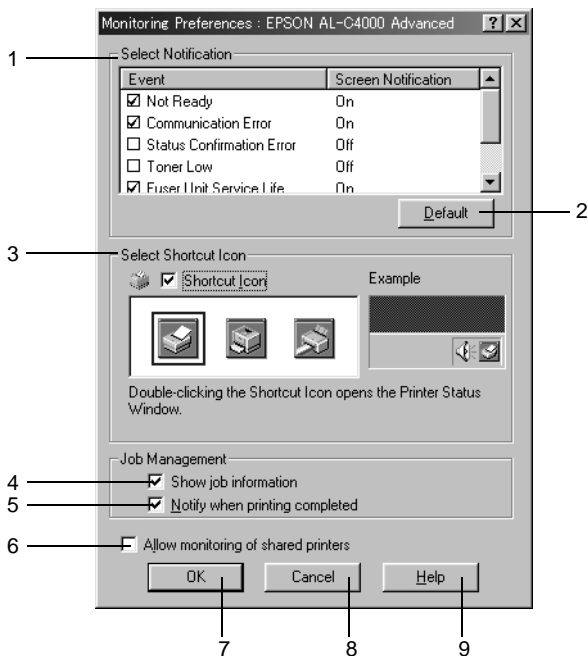 Monitoring Preferences : EPSON AL-C4000 Advanced
1
Select Notification
Event Screen Notification
Not Ready On
Communication Error On
Status Confirmation Error Off
Toner Low Off
Fuser Unit Service Life On
Default
2
3
Select Shortcut Icon
Shortcut Icon
Example
Double-clicking the Shortcut Icon opens the Printer Status
Window.
Job Management
4
Show job information
5
Notify when printing completed
6
Allow monitoring of shared printers
OK Cancel Help
7 8 9